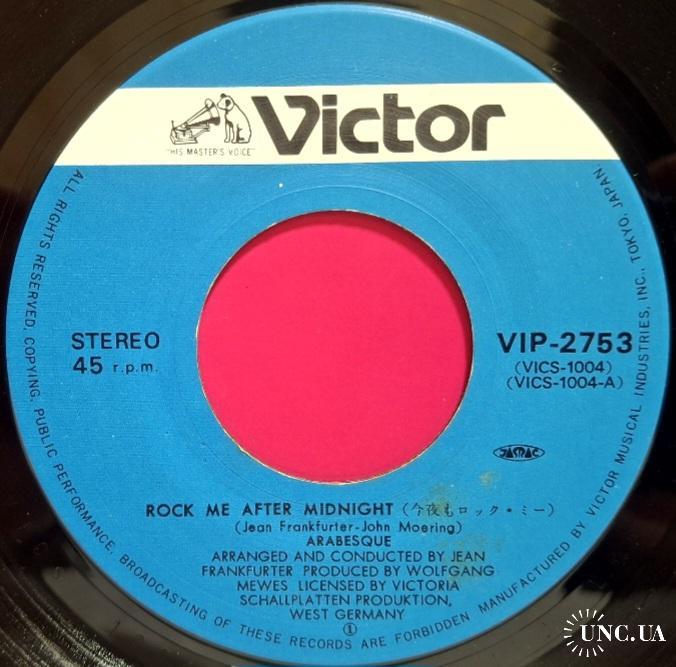 "HIS MASTER'S VOICE"
Victor
STEREO
45 r.p.m.
VIP-2753
(VICS-1004)
(VICS-1004-A)
JASRAC
ROCK ME AFTER MIDNIGHT (今夜もロック・ミー)
(Jean Frankfurter-John Moering)
ARABESQUE
ARRANGED AND CONDUCTED BY JEAN
FRANKFURTER PRODUCED BY WOLFGANG
MEWES LICENSED BY VICTORIA
SCHALLPLATTEN PRODUKTION,
WEST GERMANY
①
ALL RIGHTS RESERVED, COPYING, PUBLIC PERFORMANCE, BROADCASTING OF THESE RECORDS ARE FORBIDDEN MANUFACTURED BY VICTOR MUSICAL INDUSTRIES, INC., TOKYO, JAPAN
UNC.UA